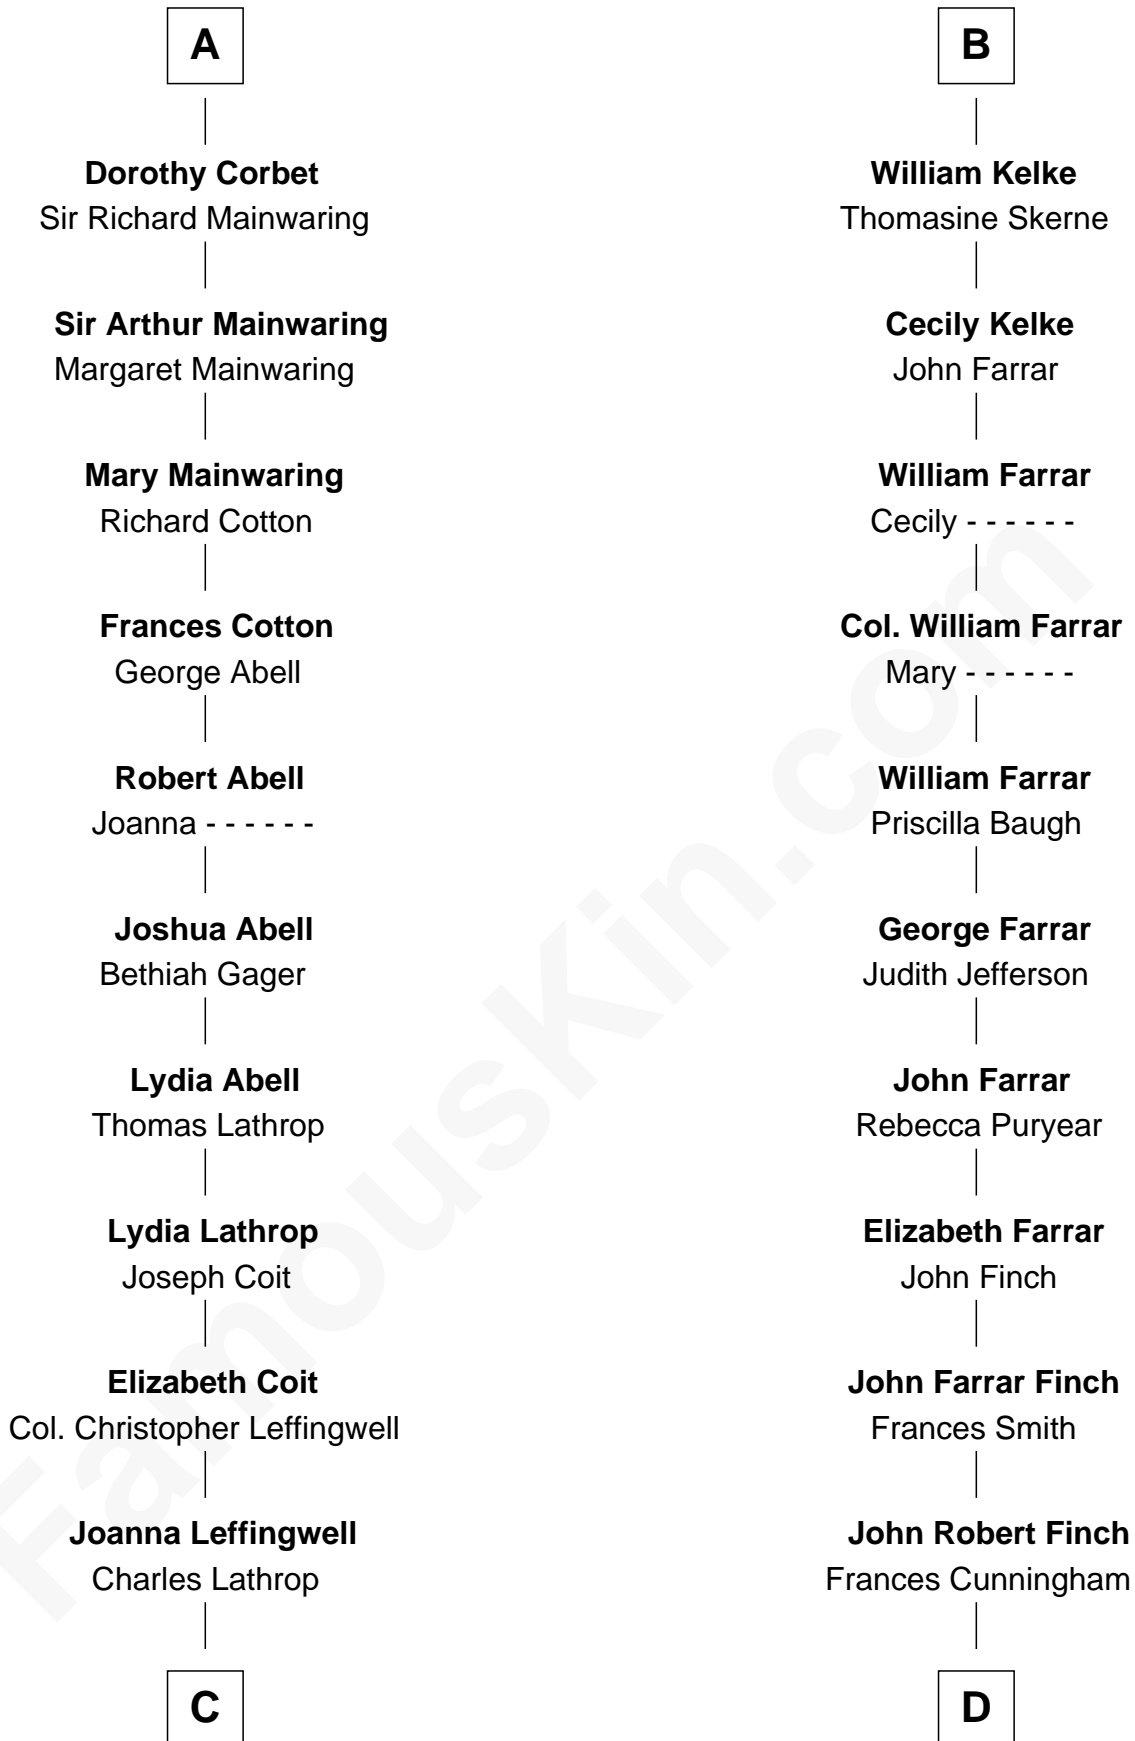 A
Dorothy Corbet
Sir Richard Mainwaring
Sir Arthur Mainwaring
Margaret Mainwaring
Mary Mainwaring
Richard Cotton
Frances Cotton
George Abell
Robert Abell
Joanna - - - - - -
Joshua Abell
Bethiah Gager
Lydia Abell
Thomas Lathrop
Lydia Lathrop
Joseph Coit
Elizabeth Coit
Col. Christopher Leffingwell
Joanna Leffingwell
Charles Lathrop
C
B
William Kelke
Thomasine Skerne
Cecily Kelke
John Farrar
William Farrar
Cecily - - - - - -
Col. William Farrar
Mary - - - - - -
William Farrar
Priscilla Baugh
George Farrar
Judith Jefferson
John Farrar
Rebecca Puryear
Elizabeth Farrar
John Finch
John Farrar Finch
Frances Smith
John Robert Finch
Frances Cunningham
D
FamousKin.com